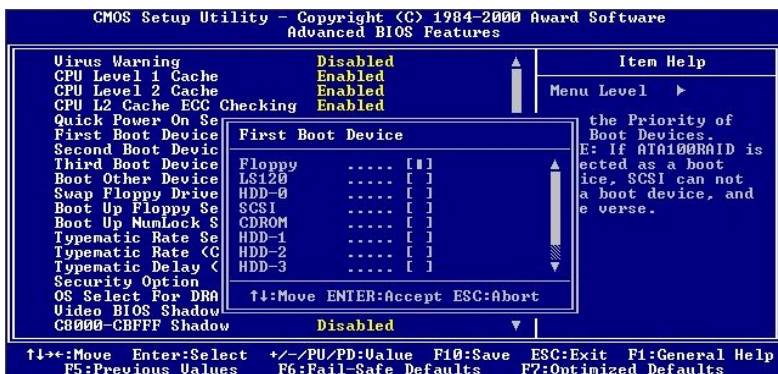 CMOS Setup Utility – Copyright (C) 1984-2000 Award Software
Advanced BIOS Features
Virus Warning Disabled
CPU Level 1 Cache Enabled
CPU Level 2 Cache Enabled
CPU L2 Cache ECC Checking Enabled
Quick Power On Se
First Boot Device
Second Boot Devic
Third Boot Device
Boot Other Device
Swap Floppy Drive
Boot Up Floppy Se
Boot Up NumLock S
Typematic Rate Se
Typematic Rate (C
Typematic Delay (
Security Option
OS Select For DRA
Video BIOS Shadow
C8000-CBFFF Shadow Disabled
First Boot Device
Floppy ..... [▮]
LS120 ..... [ ]
HDD-0 ..... [ ]
SCSI ..... [ ]
CDROM ..... [ ]
HDD-1 ..... [ ]
HDD-2 ..... [ ]
HDD-3 ..... [ ]
↑↓:Move ENTER:Accept ESC:Abort
Item Help
Menu Level ▶
the Priority of
Boot Devices.
E: If ATA100RAID is
ected as a boot
ice, SCSI can not
a boot device, and
e verse.
↑↓→←:Move Enter:Select +/-/PU/PD:Value F10:Save ESC:Exit F1:General Help
F5:Previous Values F6:Fail-Safe Defaults F7:Optimized Defaults